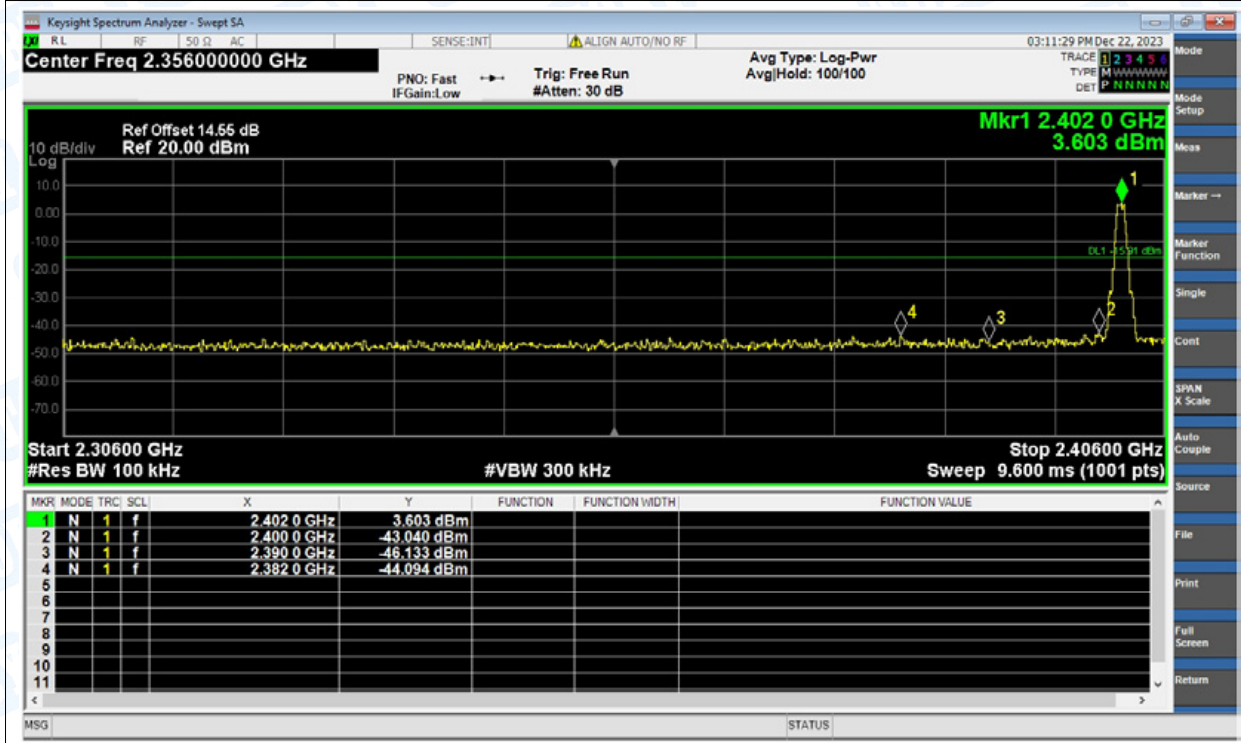 Keysight Spectrum Analyzer - Swept SA
RL RF 50 Ω AC SENSE:INT ALIGN AUTO/NO RF 03:11:29 PM Dec 22, 2023
Center Freq 2.356000000 GHz
PNO: Fast
IFGain:Low
Trig: Free Run
#Atten: 30 dB
Avg Type: Log-Pwr
Avg|Hold: 100/100
TRACE 1 2 3 4 5 6
TYPE M WWWWW
DET P N N N N N
Ref Offset 14.55 dB
10 dB/div Ref 20.00 dBm
Log
Mkr1 2.402 0 GHz
3.603 dBm
10.0
0.00
-10.0
-20.0
-30.0
-40.0
-50.0
-60.0
-70.0
1
DL1 -15.91 dBm
4
3
2
Start 2.30600 GHz Stop 2.40600 GHz
#Res BW 100 kHz #VBW 300 kHz Sweep 9.600 ms (1001 pts)
MKR MODE TRC SCL X Y FUNCTION FUNCTION WIDTH FUNCTION VALUE
1 N 1 f 2.402 0 GHz 3.603 dBm
2 N 1 f 2.400 0 GHz -43.040 dBm
3 N 1 f 2.390 0 GHz -46.133 dBm
4 N 1 f 2.382 0 GHz -44.094 dBm
5
6
7
8
9
10
11
MSG STATUS
Mode
Mode
Setup
Meas
Marker →
Marker
Function
Single
Cont
SPAN
X Scale
Auto
Couple
Source
File
Print
Full
Screen
Return